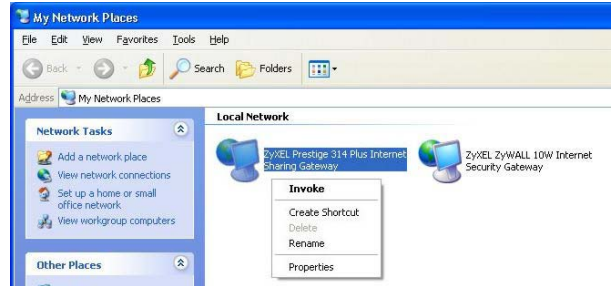 My Network Places
File Edit View Favorites Tools Help
Back Search Folders
Address My Network Places
Network Tasks
Add a network place
View network connections
Set up a home or small
office network
View workgroup computers
Other Places
Local Network
ZyXEL Prestige 314 Plus Internet
Sharing Gateway
ZyXEL ZyWALL 10W Internet
Security Gateway
Invoke
Create Shortcut
Delete
Rename
Properties